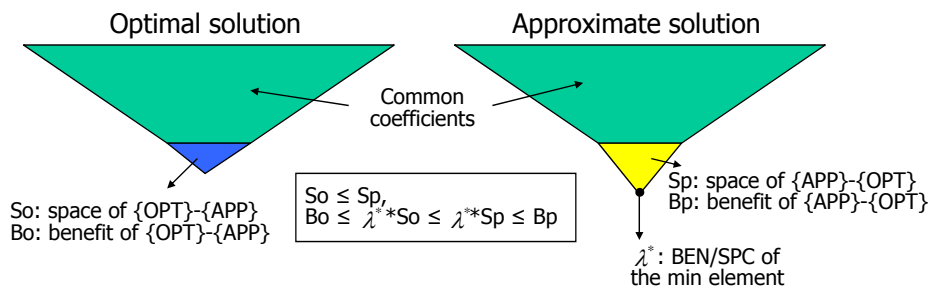 Optimal solution
Approximate solution
Common
coefficients
So: space of {OPT}-{APP}
Bo: benefit of {OPT}-{APP}
So ≤ Sp,
Bo ≤ λ* *So ≤ λ**Sp ≤ Bp
Sp: space of {APP}-{OPT}
Bp: benefit of {APP}-{OPT}
λ*: BEN/SPC of
the min element